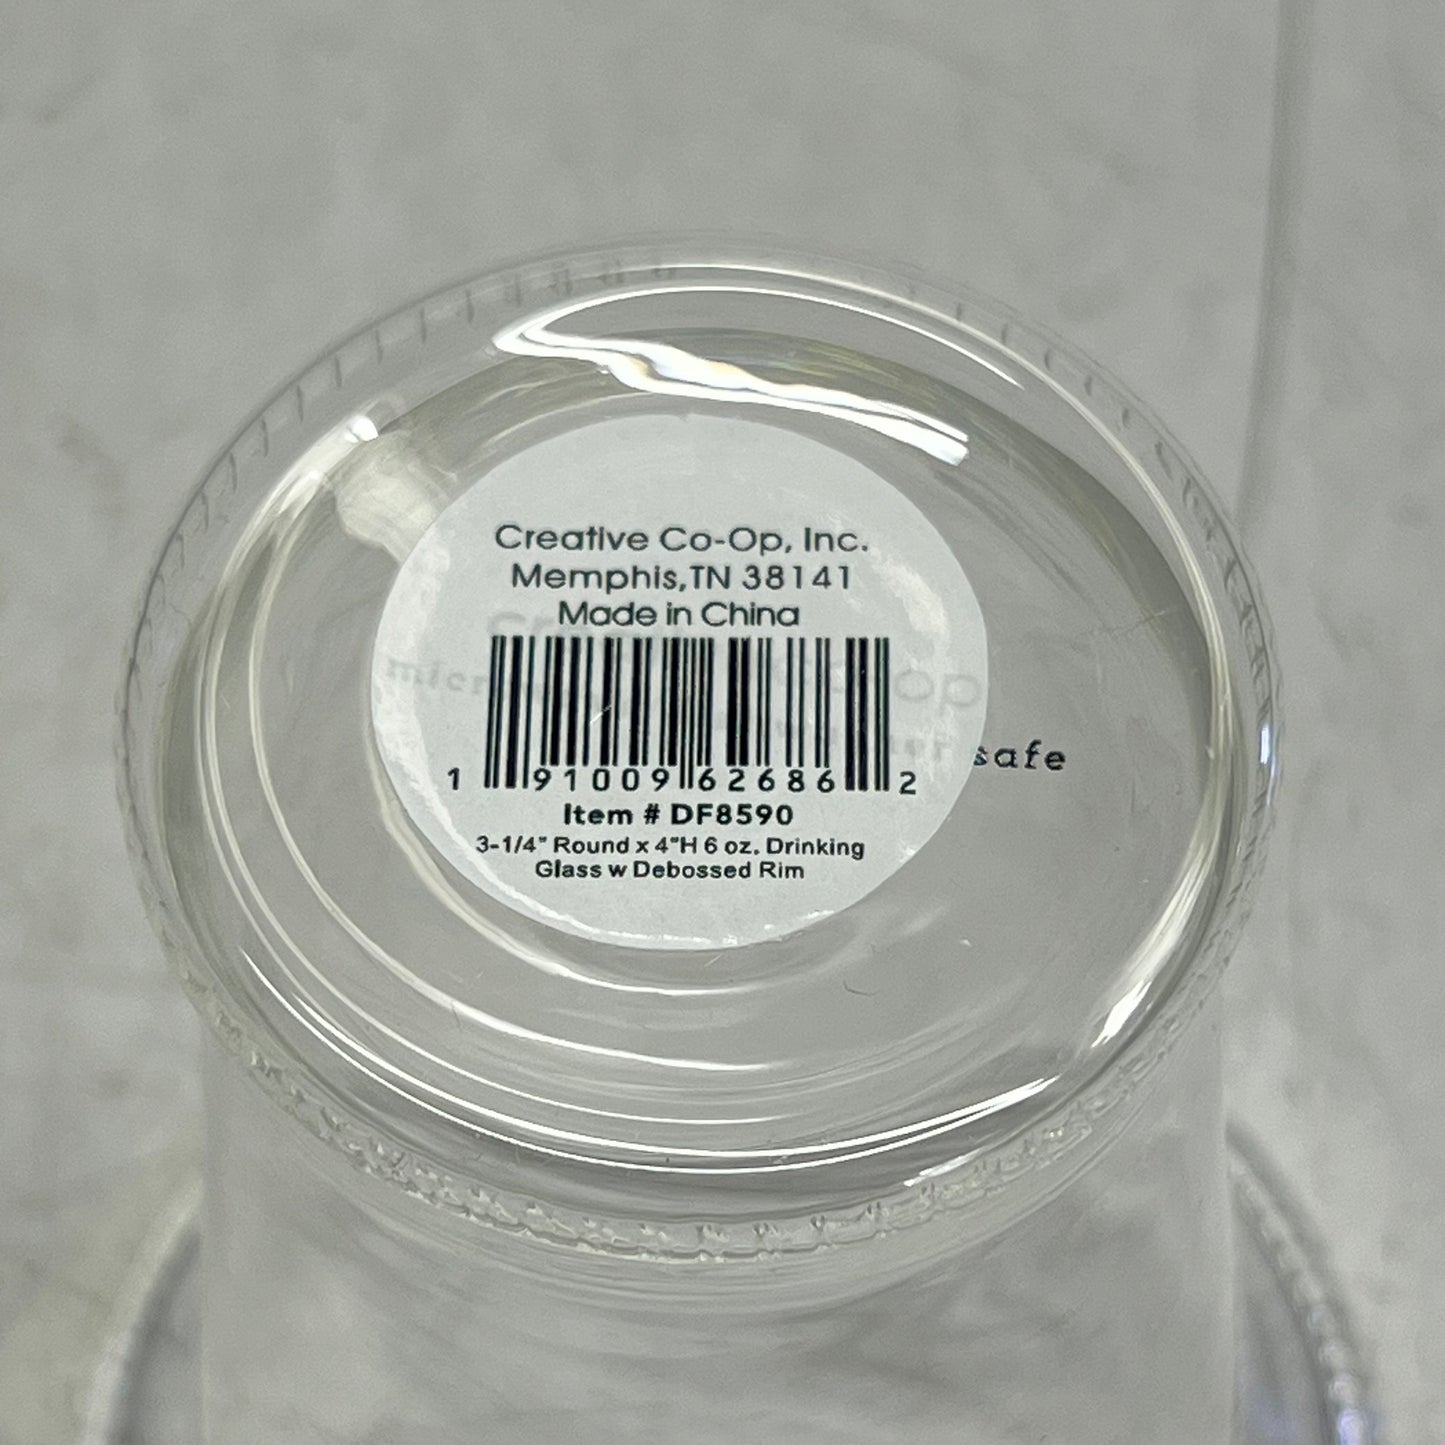 Creative Co-Op, Inc.
Memphis, TN 38141
Made in China
1 91009 62686 2
Item # DF8590
3-1/4" Round x 4"H 6 oz. Drinking
Glass w Debossed Rim
safe